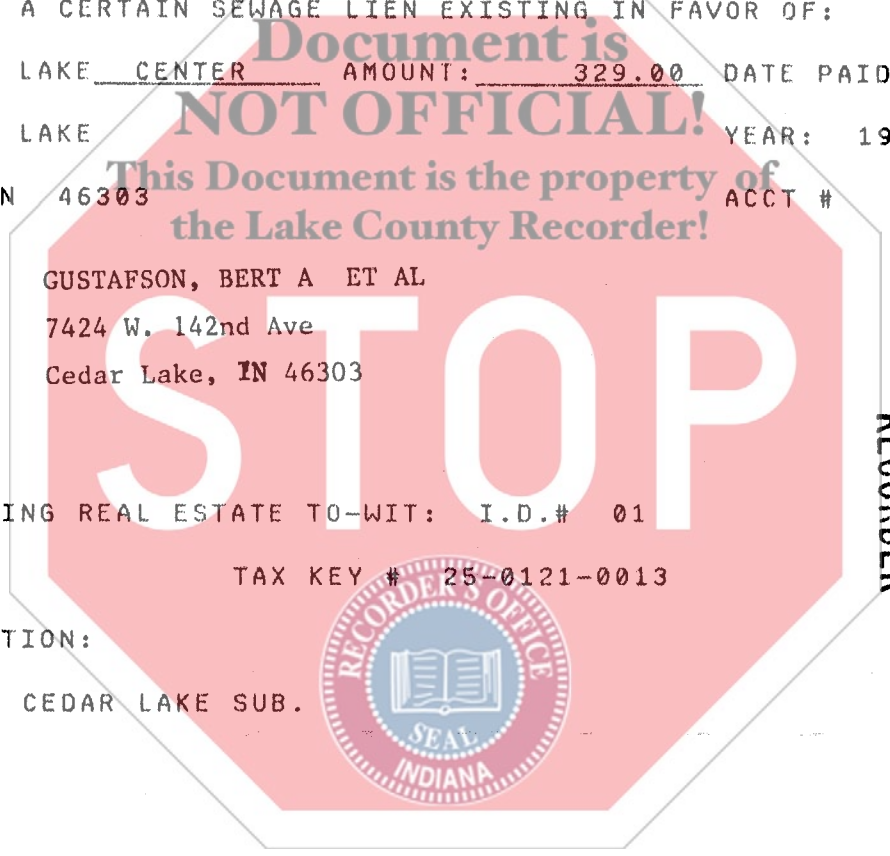 A CERTAIN SEWAGE LIEN EXISTING IN FAVOR OF:
Document is
LAKE CENTER AMOUNT: 329.00 DATE PAID
NOT OFFICIAL!
LAKE YEAR: 19
This Document is the property of
N 46303 ACCT #
the Lake County Recorder!
GUSTAFSON, BERT A ET AL
7424 W. 142nd Ave
Cedar Lake, IN 46303
STOP
RECORDER
ING REAL ESTATE TO-WIT: I.D.# 01
TAX KEY # 25-0121-0013
TION:
CEDAR LAKE SUB.
RECORDER'S OFFICE
SEAL
INDIANA